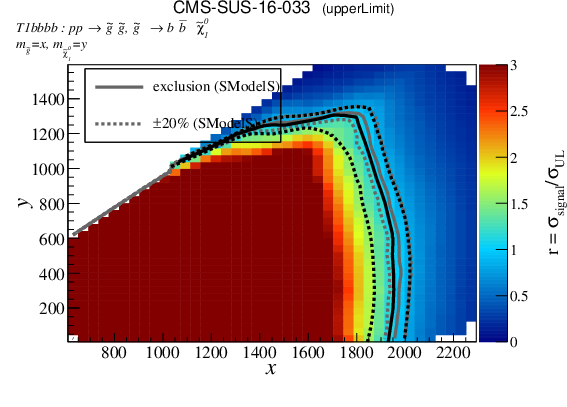 CMS-SUS-16-033 (upperLimit)
T1bbbb : pp → g̃ g̃, g̃ → b b̄ χ̃₁⁰
m_g̃=x, m_χ̃₁⁰=y
exclusion (SModelS)
±20% (SModelS)
1400
1200
1000
800
600
400
200
y
800 1000 1200 1400 1600 1800 2000 2200
x
3
2.5
2
1.5
1
0.5
0
r = σ_signal/σ_UL